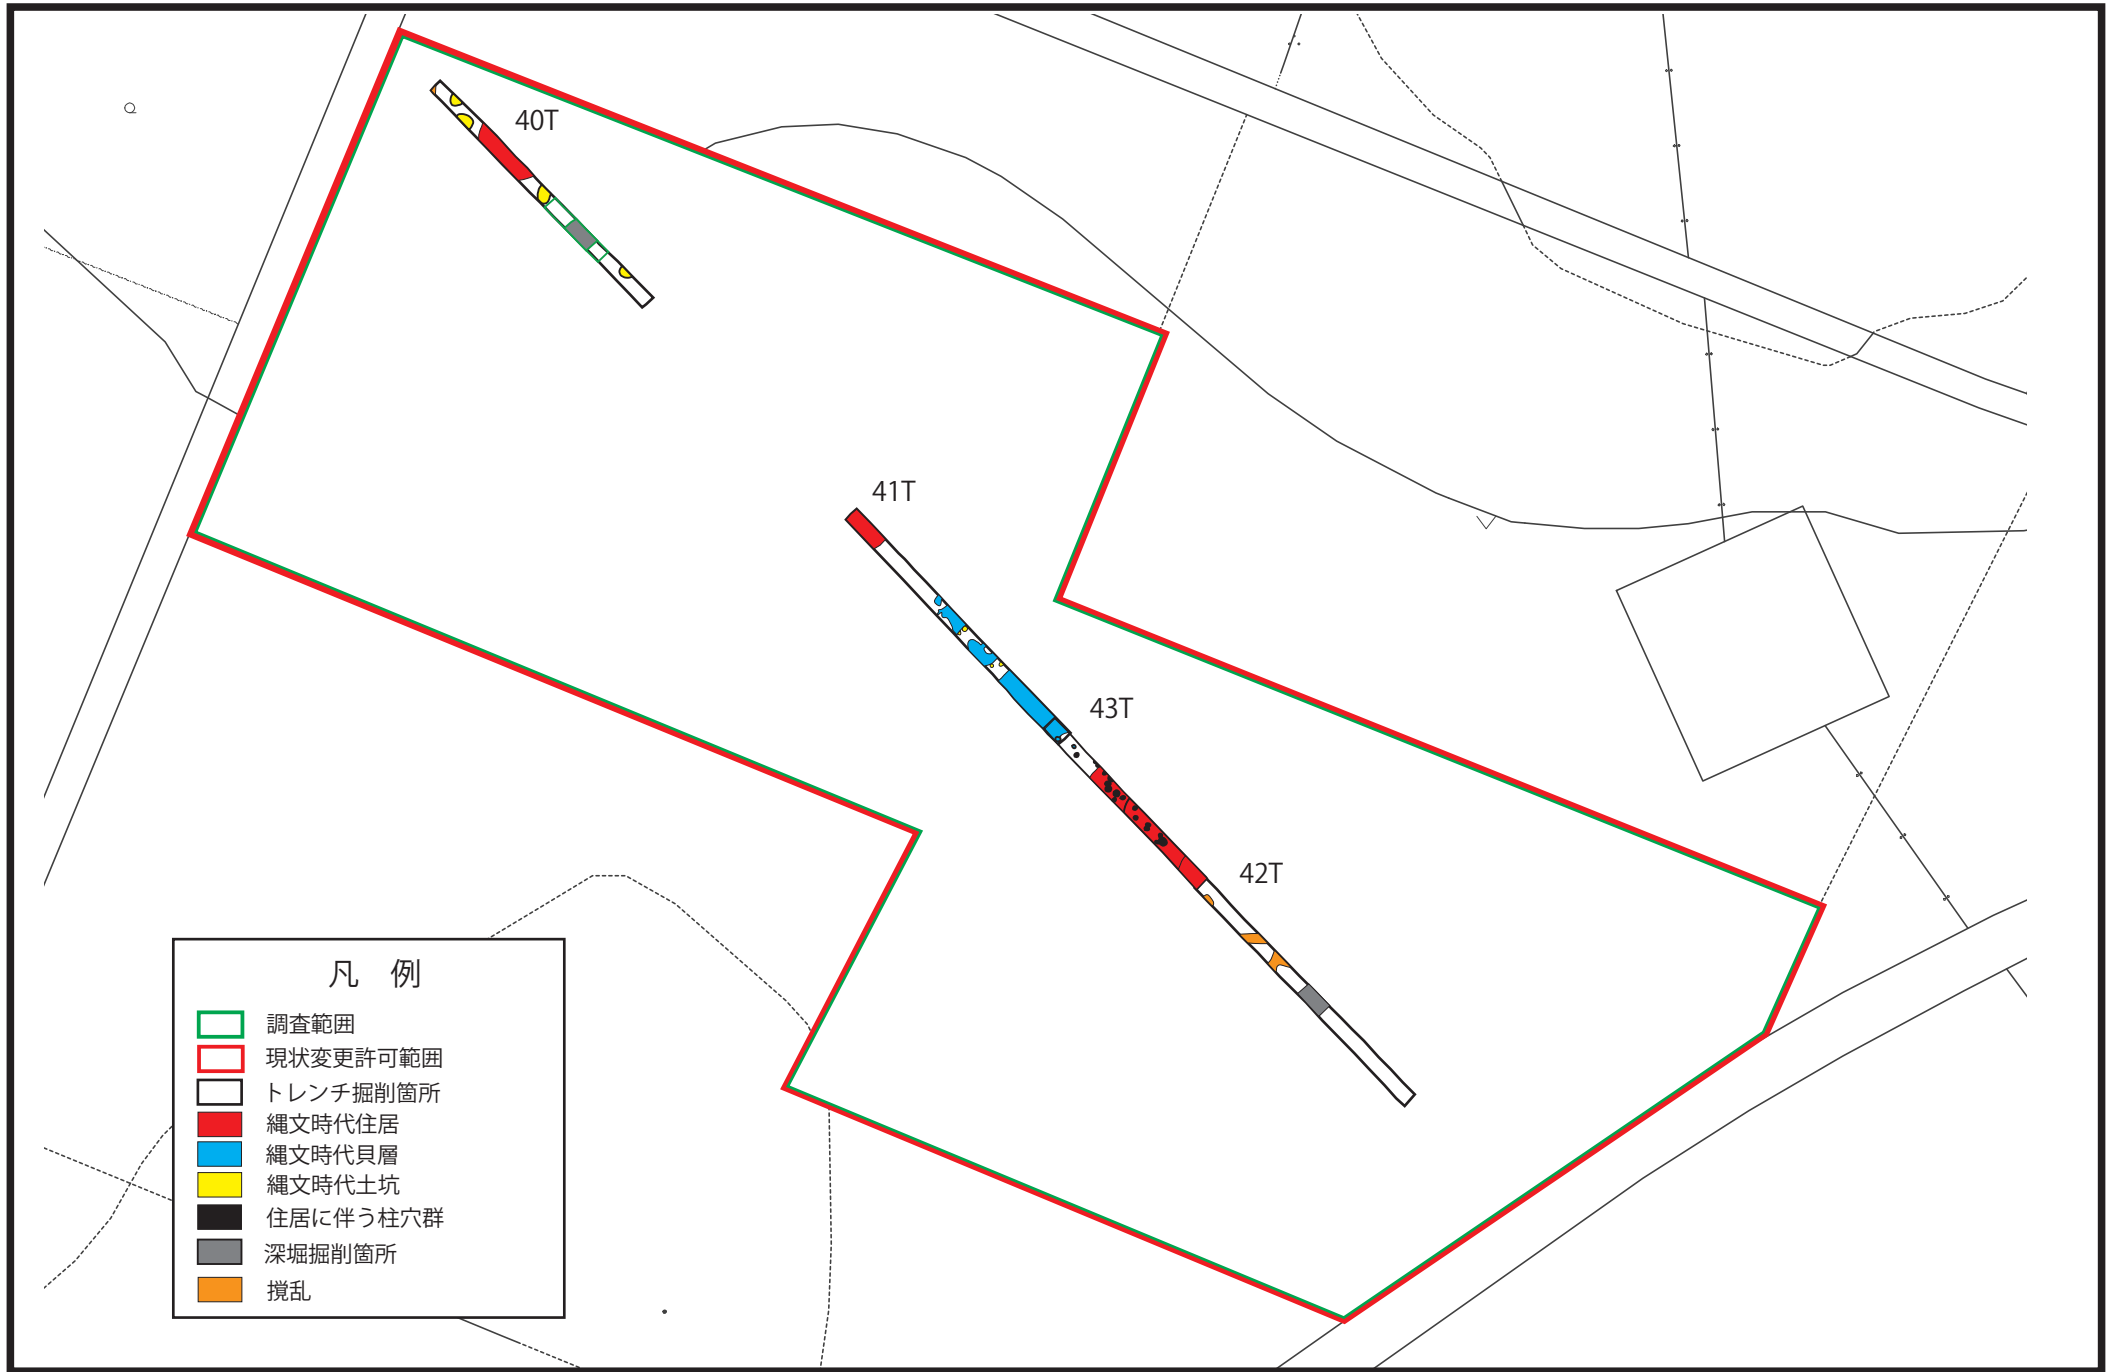 40T
41T
43T
42T
凡 例
調査範囲
現状変更許可範囲
トレンチ掘削箇所
縄文時代住居
縄文時代貝層
縄文時代土坑
住居に伴う柱穴群
深堀掘削箇所
撹乱